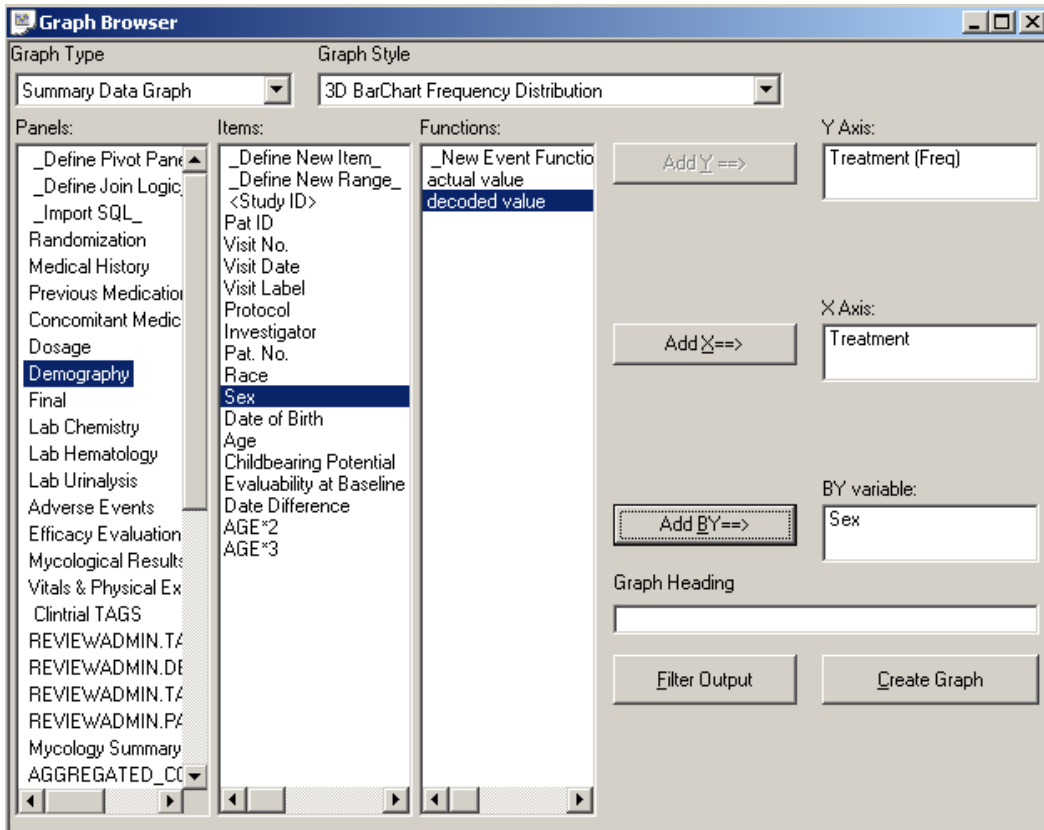 Graph Browser
Graph Type
Graph Style
Summary Data Graph
3D BarChart Frequency Distribution
Panels:
_Define Pivot Pane
_Define Join Logic_
_Import SQL_
Randomization
Medical History
Previous Medication
Concomitant Medic
Dosage
Demography
Final
Lab Chemistry
Lab Hematology
Lab Urinalysis
Adverse Events
Efficacy Evaluation
Mycological Results
Vitals & Physical Ex
Clintrial TAGS
REVIEWADMIN.TA
REVIEWADMIN.DE
REVIEWADMIN.TA
REVIEWADMIN.PA
Mycology Summary
AGGREGATED_CO
Items:
_Define New Item_
_Define New Range_
<Study ID>
Pat ID
Visit No.
Visit Date
Visit Label
Protocol
Investigator
Pat. No.
Race
Sex
Date of Birth
Age
Childbearing Potential
Evaluability at Baseline
Date Difference
AGE*2
AGE*3
Functions:
_New Event Functio
actual value
decoded value
Add Y ==>
Y Axis:
Treatment (Freq)
Add X==>
X Axis:
Treatment
Add BY==>
BY variable:
Sex
Graph Heading
Filter Output
Create Graph